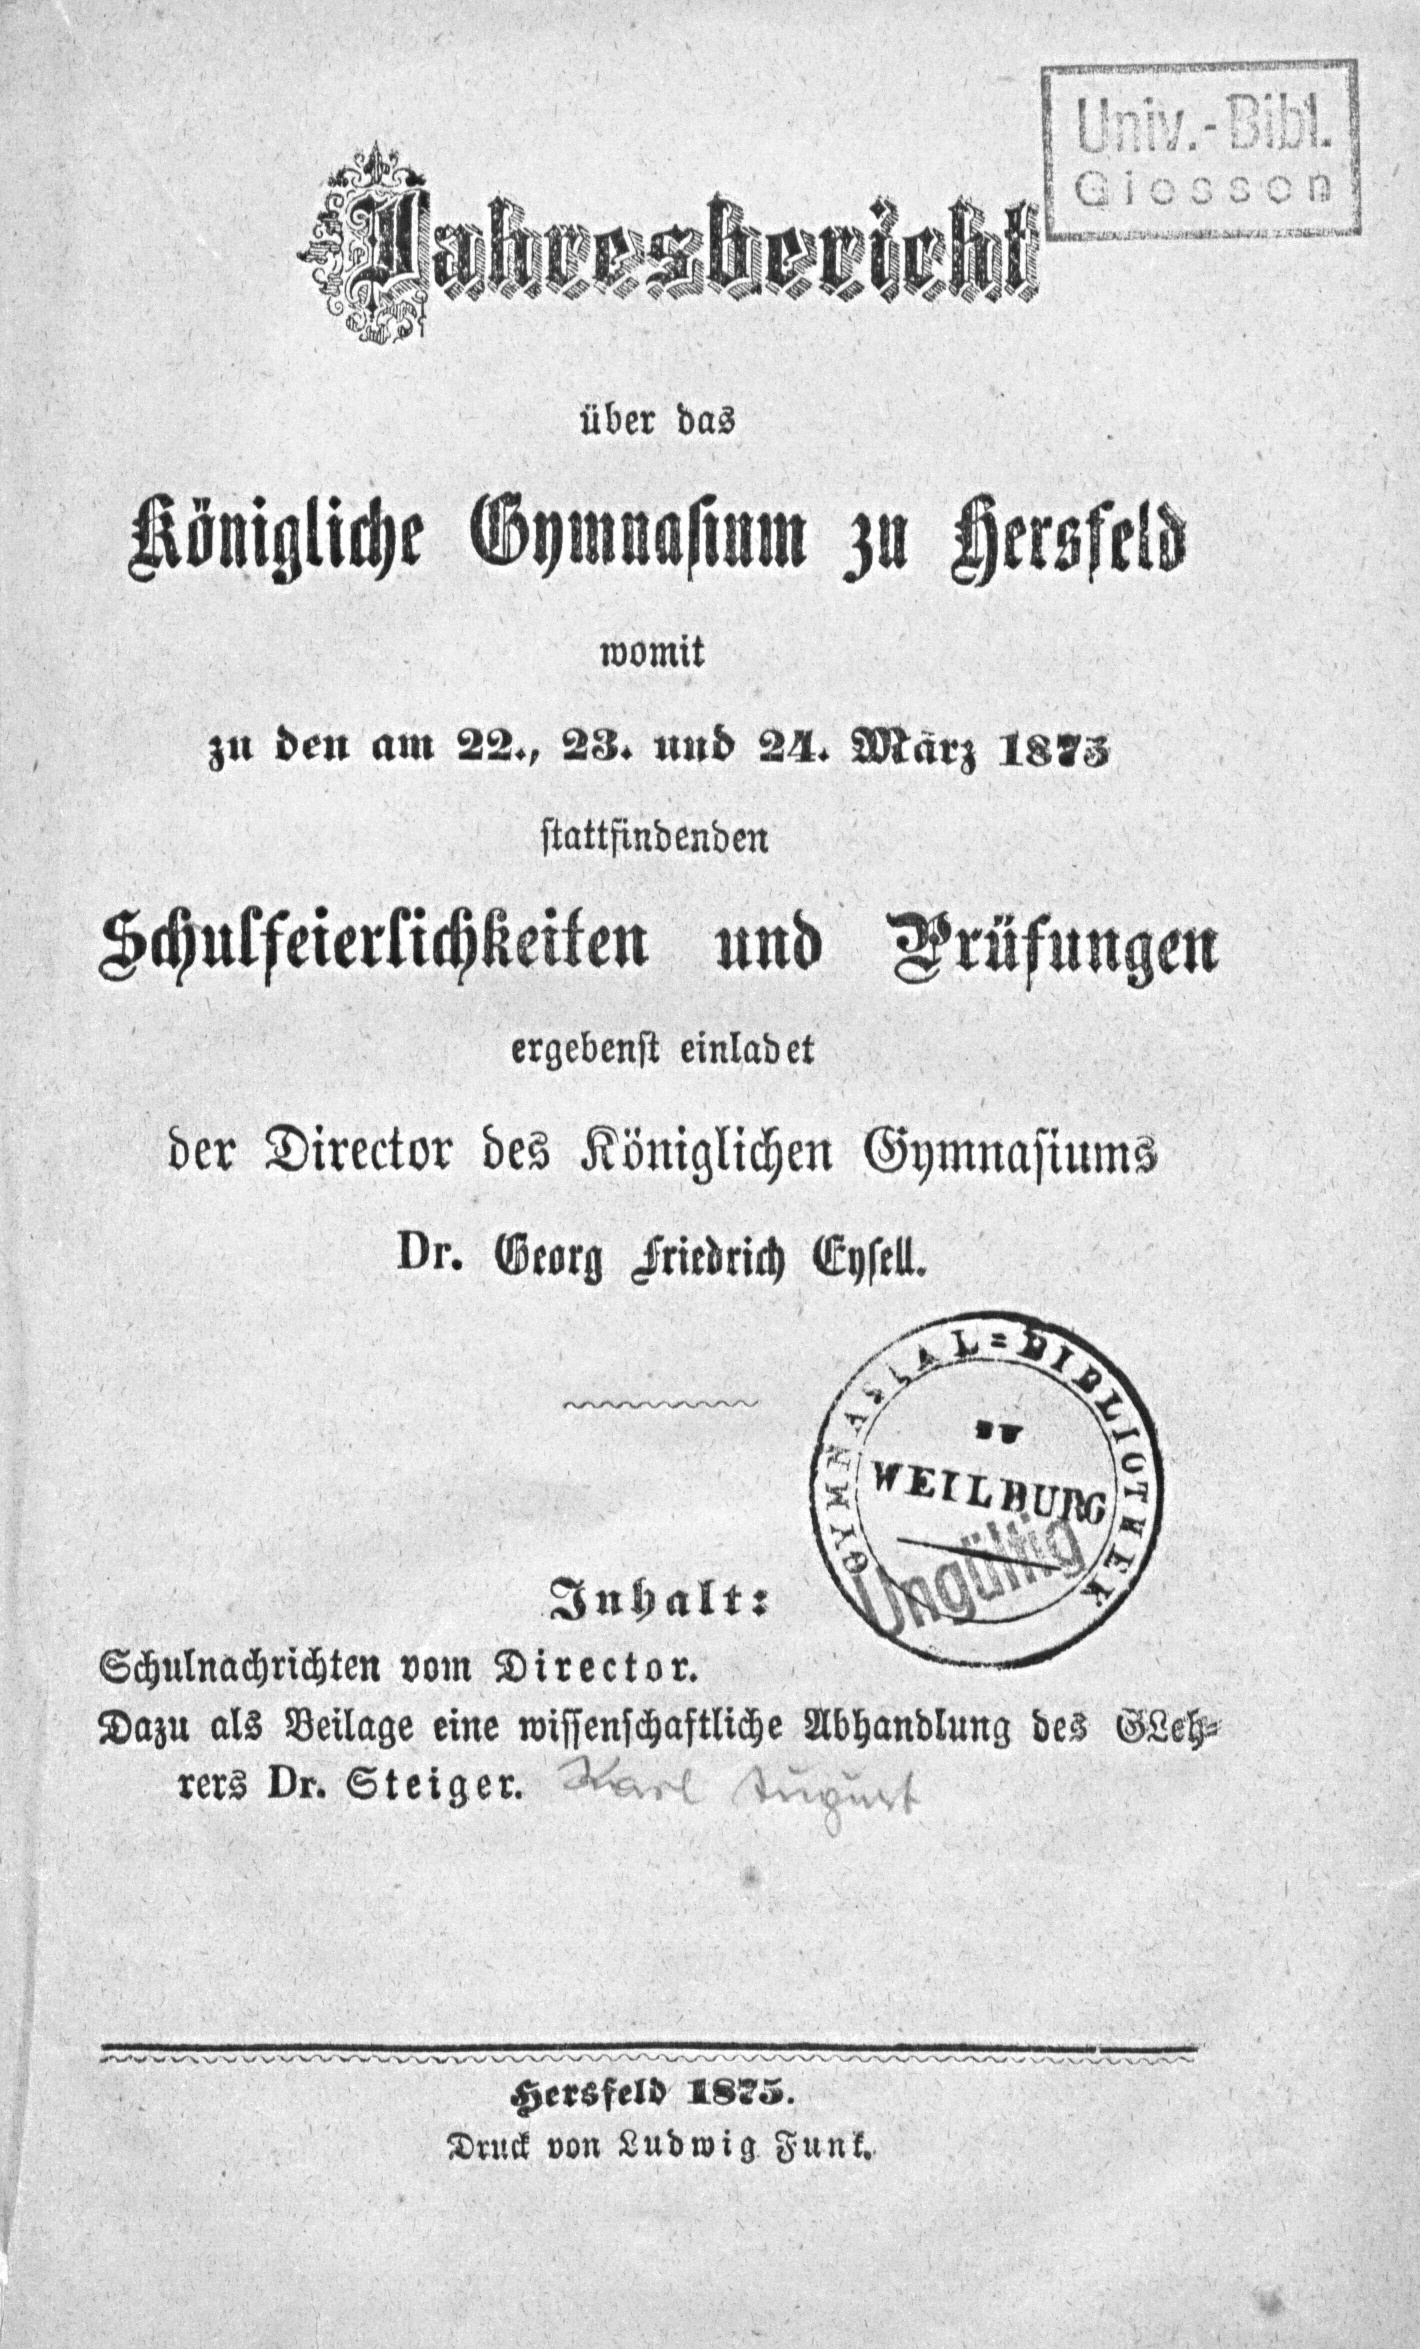 Univ.-Bibl.
Giessen
Jahresbericht
über das
Königliche Gymnasium zu Hersfeld
womit
zu den am 22., 23. und 24. März 1875
stattfindenden
Schulfeierlichkeiten und Prüfungen
ergebenst einladet
der Director des Königlichen Gymnasiums
Dr. Georg Friedrich Eysell.
GYMNASIAL=BIBLIOTHEK
ZU
WEILBURG
Ungültig
Inhalt:
Schulnachrichten vom Director.
Dazu als Beilage eine wissenschaftliche Abhandlung des GLeh=
rers Dr. Steiger. Karl August
Hersfeld 1875.
Druck von Ludwig Funk.